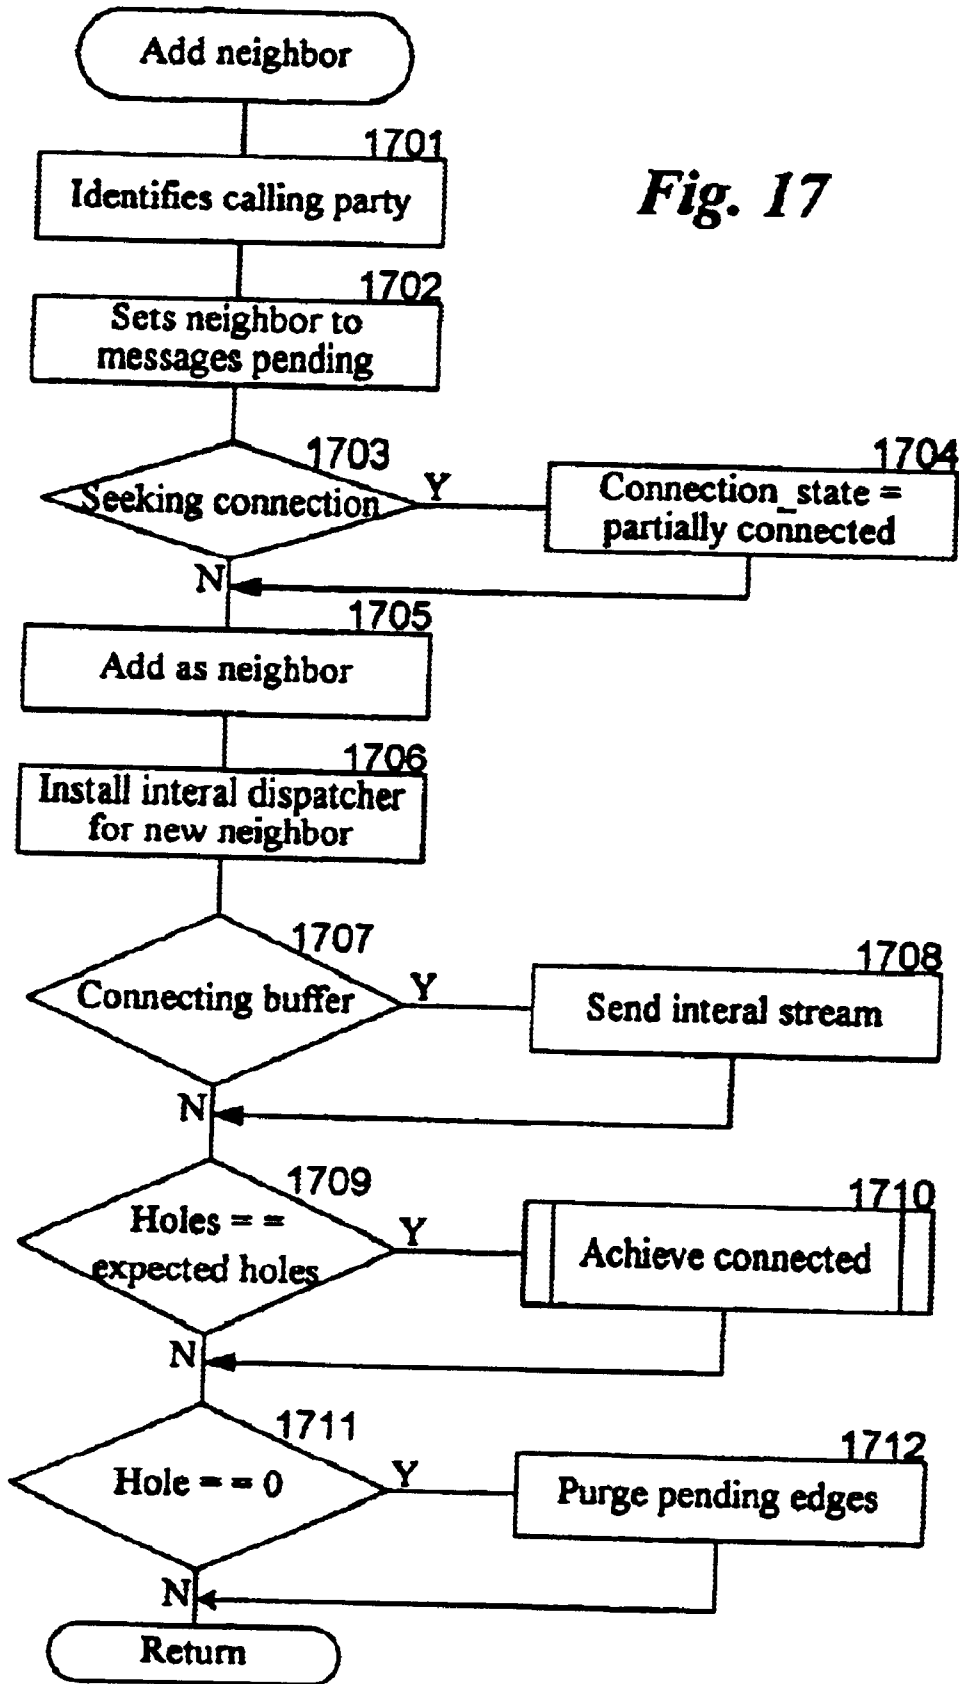 Add neighbor
1701
Identifies calling party
Fig. 17
1702
Sets neighbor to
messages pending
1703
Seeking connection
Y
1704
Connection_state =
partially connected
N
1705
Add as neighbor
1706
Install interal dispatcher
for new neighbor
1707
Connecting buffer
Y
1708
Send interal stream
N
1709
Holes = =
expected holes
Y
1710
Achieve connected
N
1711
Hole = = 0
Y
1712
Purge pending edges
N
Return